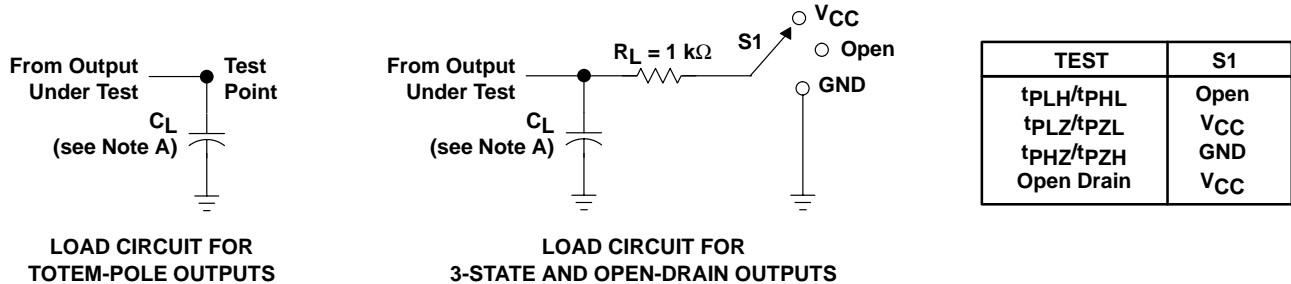 From Output
Under Test
Test
Point
CL
(see Note A)
LOAD CIRCUIT FOR
TOTEM-POLE OUTPUTS
From Output
Under Test
CL
(see Note A)
RL = 1 kΩ
S1
VCC
Open
GND
LOAD CIRCUIT FOR
3-STATE AND OPEN-DRAIN OUTPUTS
TEST S1
tPLH/tPHL Open
tPLZ/tPZL VCC
tPHZ/tPZH GND
Open Drain VCC